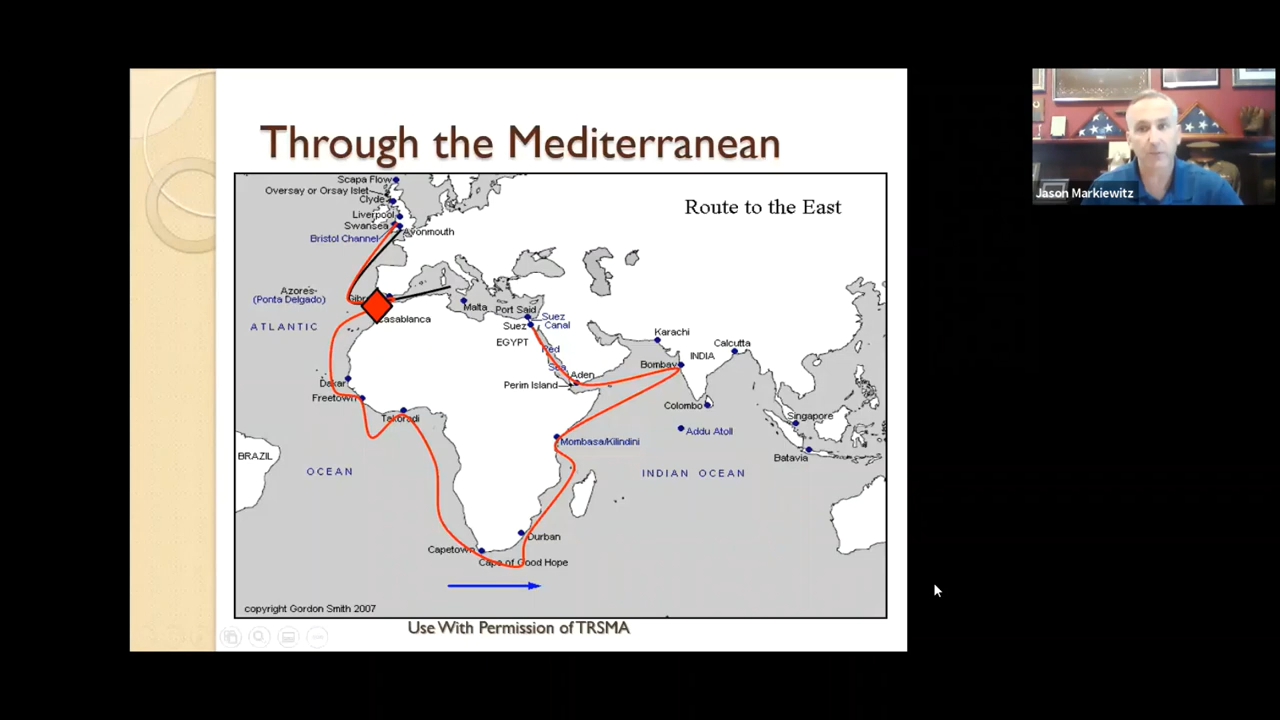 Through the Mediterranean
Scapa Flow
Oversay or Orsay Islet
Clyde
Liverpool
Swansea
Avonmouth
Bristol Channel
Route to the East
Azores
(Ponta Delgado)
Gibr
Malta
Port Said
Suez
Canal
Suez
ATLANTIC
Casablanca
EGYPT
Karachi
Red
Sea
Calcutta
INDIA
Bombay
Aden
Perim Island
Dakar
Freetown
Takoradi
Colombo
Singapore
Addu Atoll
Mombasa/Kilindini
BRAZIL
Batavia
OCEAN
INDIAN OCEAN
Durban
Capetown
Cape of Good Hope
copyright Gordon Smith 2007
Use With Permission of TRSMA
Jason Markiewitz